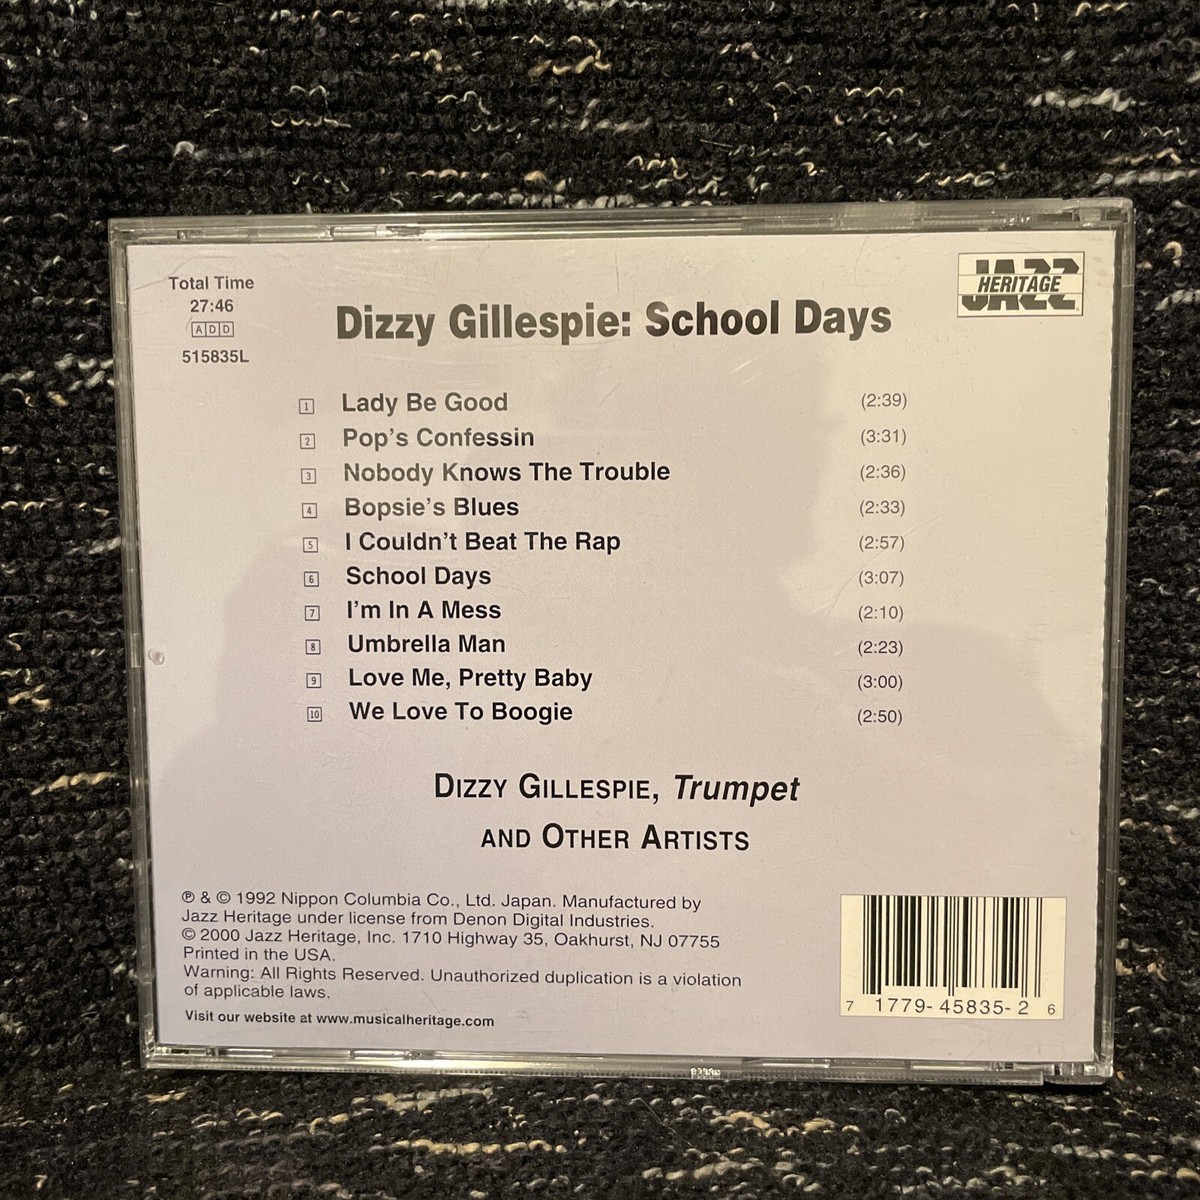 Total Time
27:46
ADD
515835L
JAZZ
HERITAGE
Dizzy Gillespie: School Days
1 Lady Be Good (2:39)
2 Pop's Confessin (3:31)
3 Nobody Knows The Trouble (2:36)
4 Bopsie's Blues (2:33)
5 I Couldn't Beat The Rap (2:57)
6 School Days (3:07)
7 I'm In A Mess (2:10)
8 Umbrella Man (2:23)
9 Love Me, Pretty Baby (3:00)
10 We Love To Boogie (2:50)
DIZZY GILLESPIE, Trumpet
AND OTHER ARTISTS
℗ & © 1992 Nippon Columbia Co., Ltd. Japan. Manufactured by
Jazz Heritage under license from Denon Digital Industries.
© 2000 Jazz Heritage, Inc. 1710 Highway 35, Oakhurst, NJ 07755
Printed in the USA.
Warning: All Rights Reserved. Unauthorized duplication is a violation
of applicable laws.
Visit our website at www.musicalheritage.com
7 1779-45835-2 6